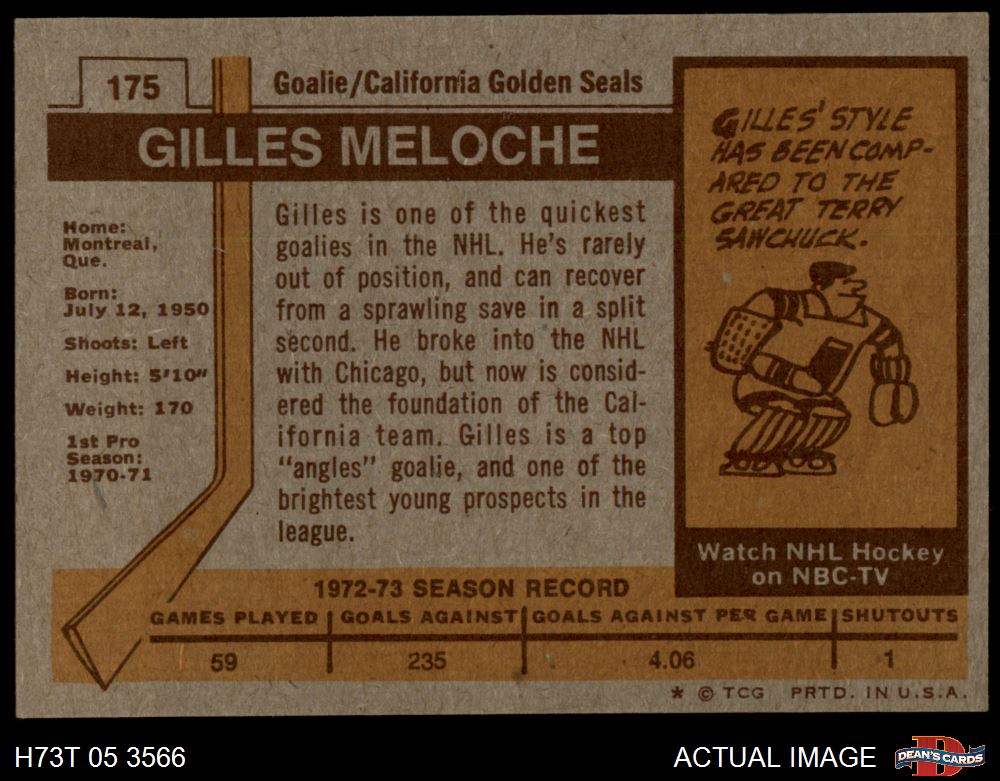 175
Goalie/California Golden Seals
GILLES MELOCHE
Home:
Montreal,
Que.
Born:
July 12, 1950
Shoots: Left
Height: 5'10"
Weight: 170
1st Pro
Season:
1970-71
Gilles is one of the quickest
goalies in the NHL. He's rarely
out of position, and can recover
from a sprawling save in a split
second. He broke into the NHL
with Chicago, but now is consid-
ered the foundation of the Cal-
ifornia team. Gilles is a top
"angles" goalie, and one of the
brightest young prospects in the
league.
GILLES' STYLE
HAS BEEN COMP-
ARED TO THE
GREAT TERRY
SAWCHUCK.
Watch NHL Hockey
on NBC-TV
1972-73 SEASON RECORD
GAMES PLAYED GOALS AGAINST GOALS AGAINST PER GAME SHUTOUTS
59 235 4.06 1
* © TCG PRTD. IN U.S.A.
H73T 05 3566 ACTUAL IMAGE
D
DEAN'S CARDS